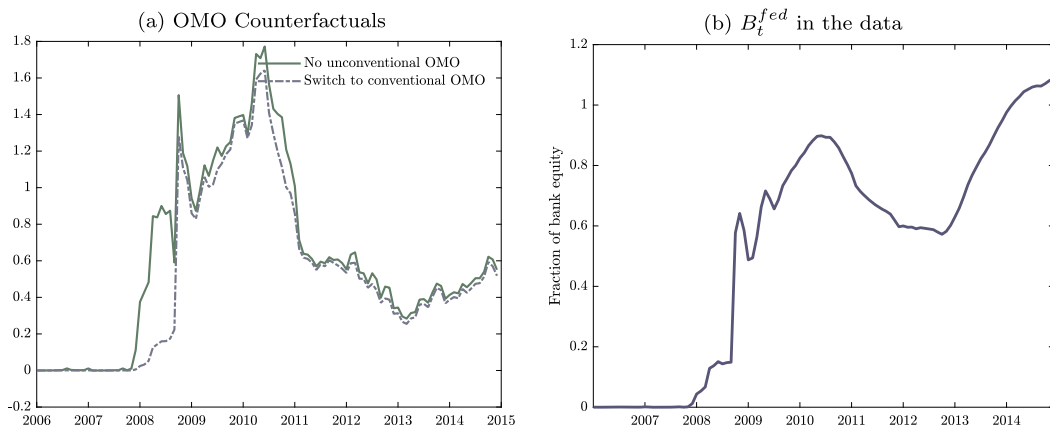 (a) OMO Counterfactuals
1.8
1.6
1.4
1.2
1
0.8
0.6
0.4
0.2
0
-0.2
No unconventional OMO
Switch to conventional OMO
2006 2007 2008 2009 2010 2011 2012 2013 2014 2015
(b) B_t^{fed} in the data
Fraction of bank equity
1.2
1
0.8
0.6
0.4
0.2
0
2007 2008 2009 2010 2011 2012 2013 2014